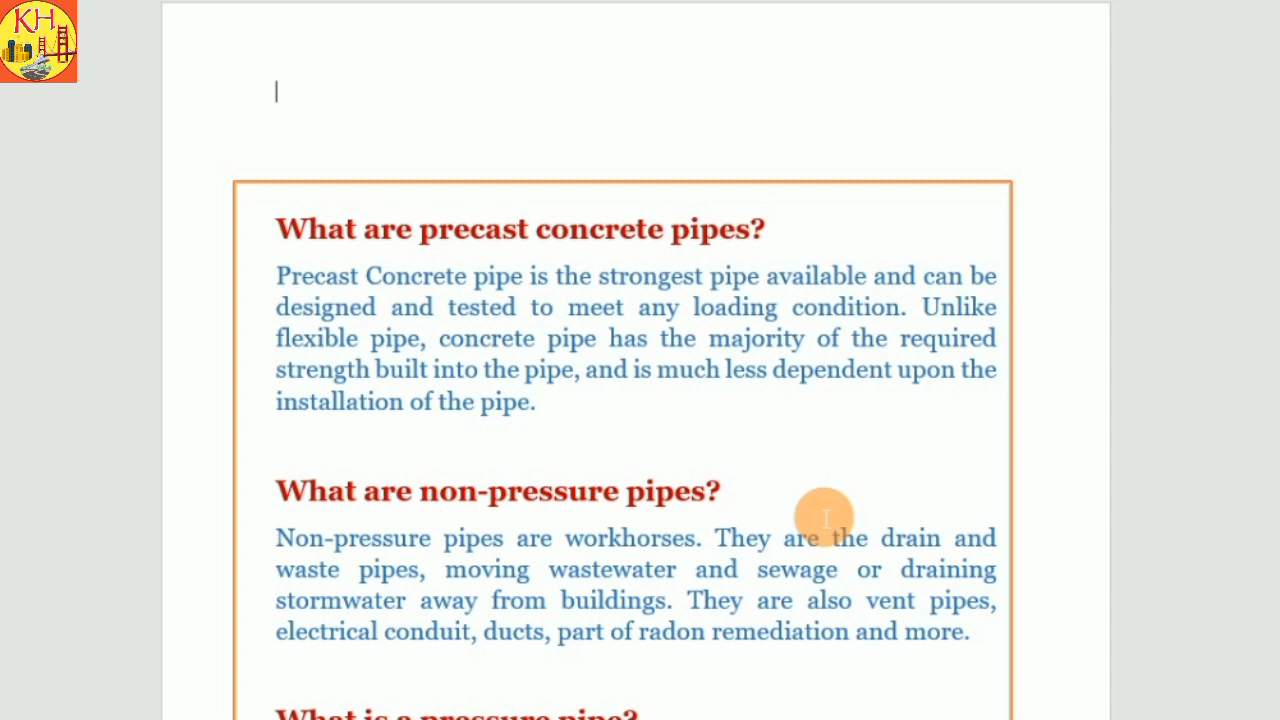 KH
What are precast concrete pipes?
Precast Concrete pipe is the strongest pipe available and can be
designed and tested to meet any loading condition. Unlike
flexible pipe, concrete pipe has the majority of the required
strength built into the pipe, and is much less dependent upon the
installation of the pipe.
What are non-pressure pipes?
Non-pressure pipes are workhorses. They are the drain and
waste pipes, moving wastewater and sewage or draining
stormwater away from buildings. They are also vent pipes,
electrical conduit, ducts, part of radon remediation and more.
What is a pressure pipe?